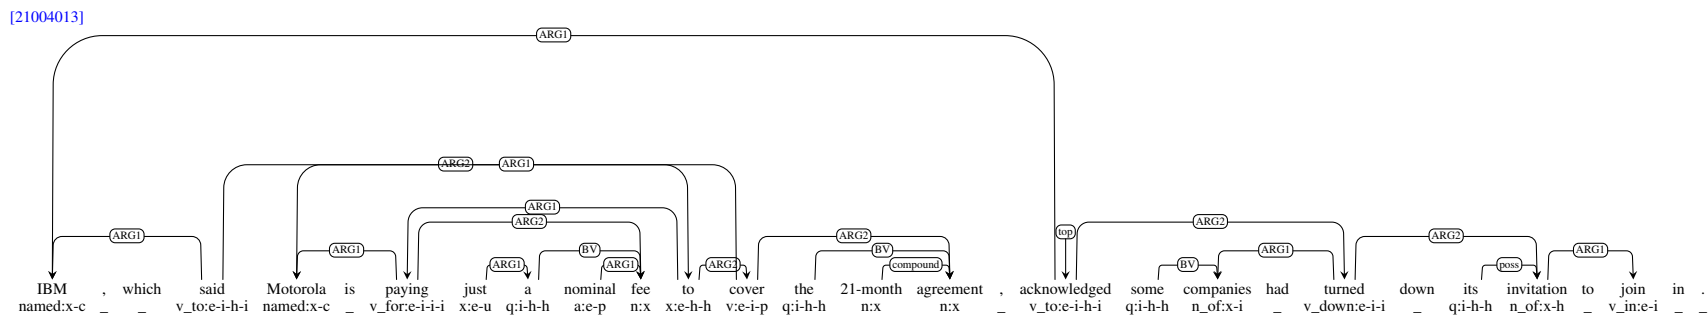 [21004013]
ARG1
ARG2 ARG1
ARG1
ARG2 ARG2
top
ARG1 ARG2 ARG2
ARG1 BV BV ARG1 ARG1
ARG1 ARG1 ARG2 compound BV poss
IBM , which said Motorola is paying just a nominal fee to cover the 21-month agreement , acknowledged some companies had turned down its invitation to join in .
named:x-c _ _ v_to:e-i-h-i named:x-c _ v_for:e-i-i-i x:e-u q:i-h-h a:e-p n:x x:e-h-h v:e-i-p q:i-h-h n:x n:x _ v_to:e-i-h-i q:i-h-h n_of:x-i _ v_down:e-i-i _ q:i-h-h n_of:x-h _ v_in:e-i _ _